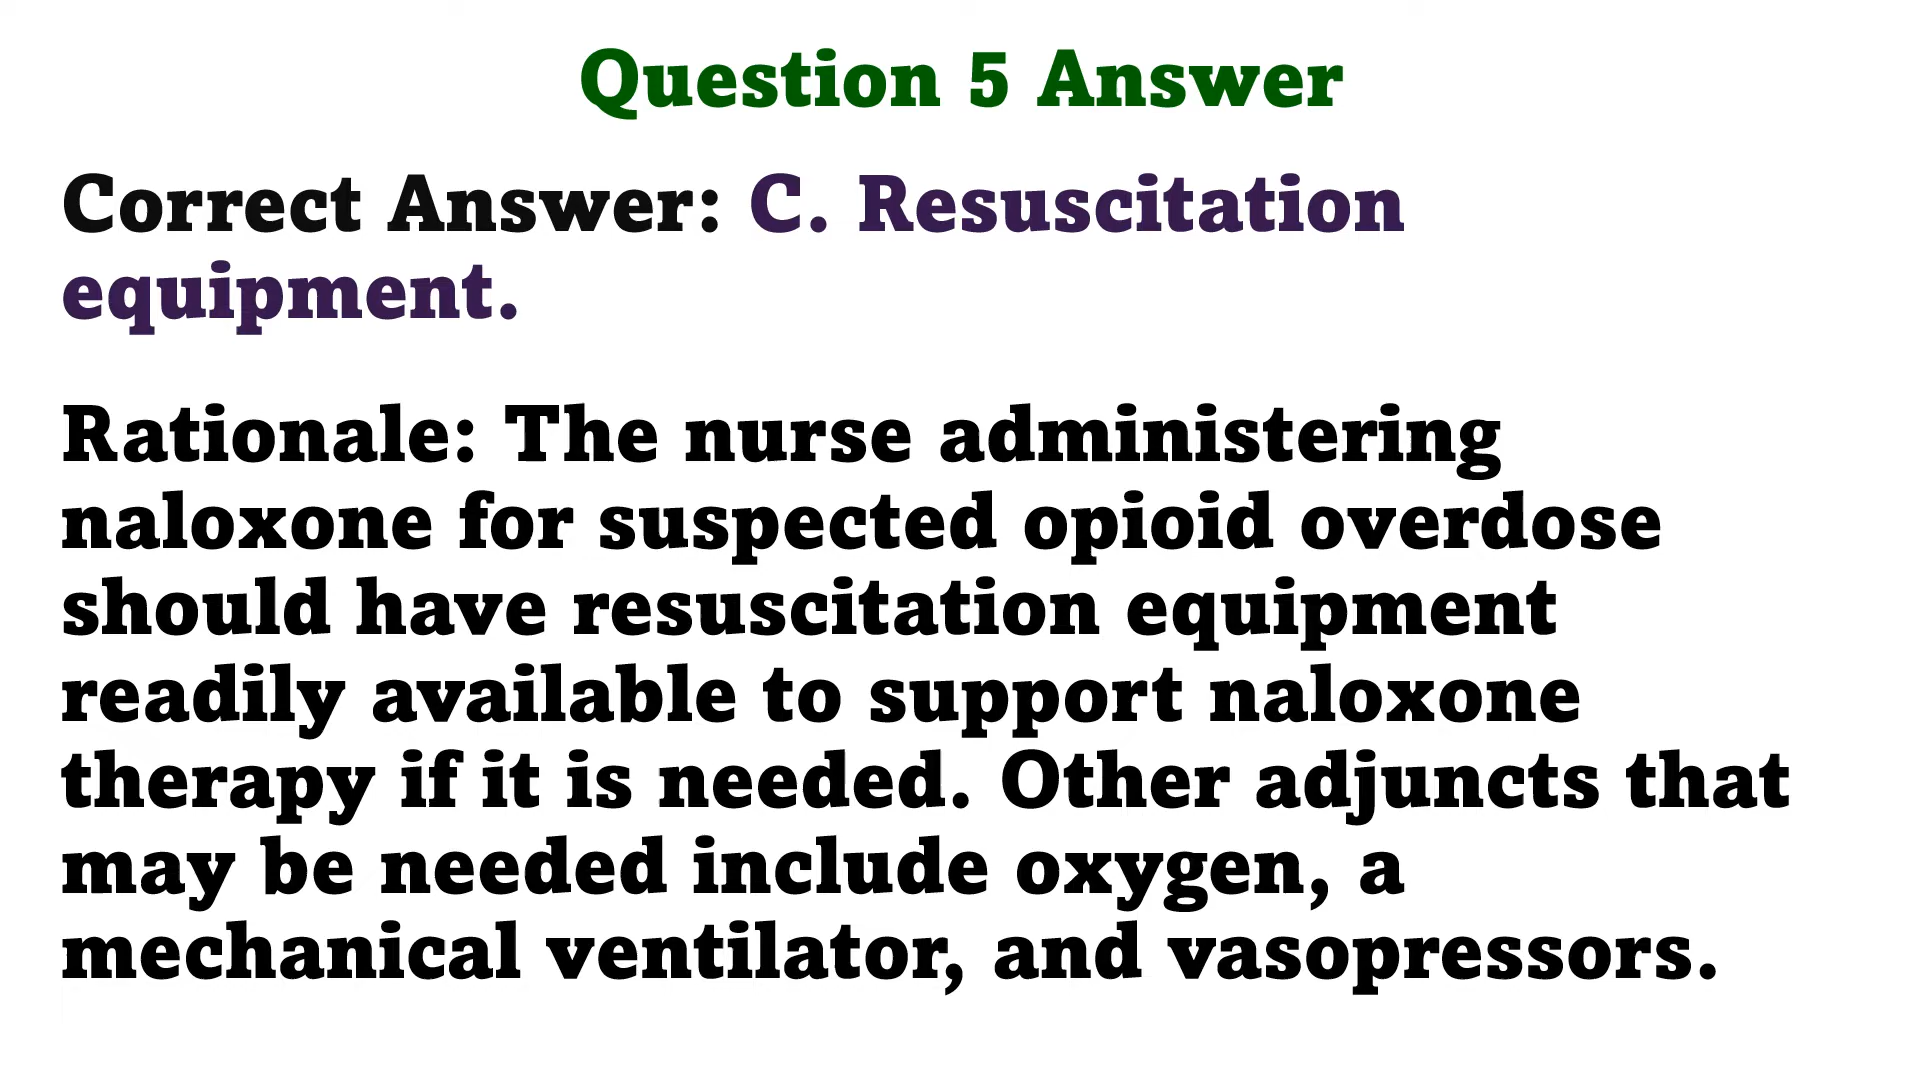 Question 5 Answer
Correct Answer: C. Resuscitation
equipment.
Rationale: The nurse administering
naloxone for suspected opioid overdose
should have resuscitation equipment
readily available to support naloxone
therapy if it is needed. Other adjuncts that
may be needed include oxygen, a
mechanical ventilator, and vasopressors.